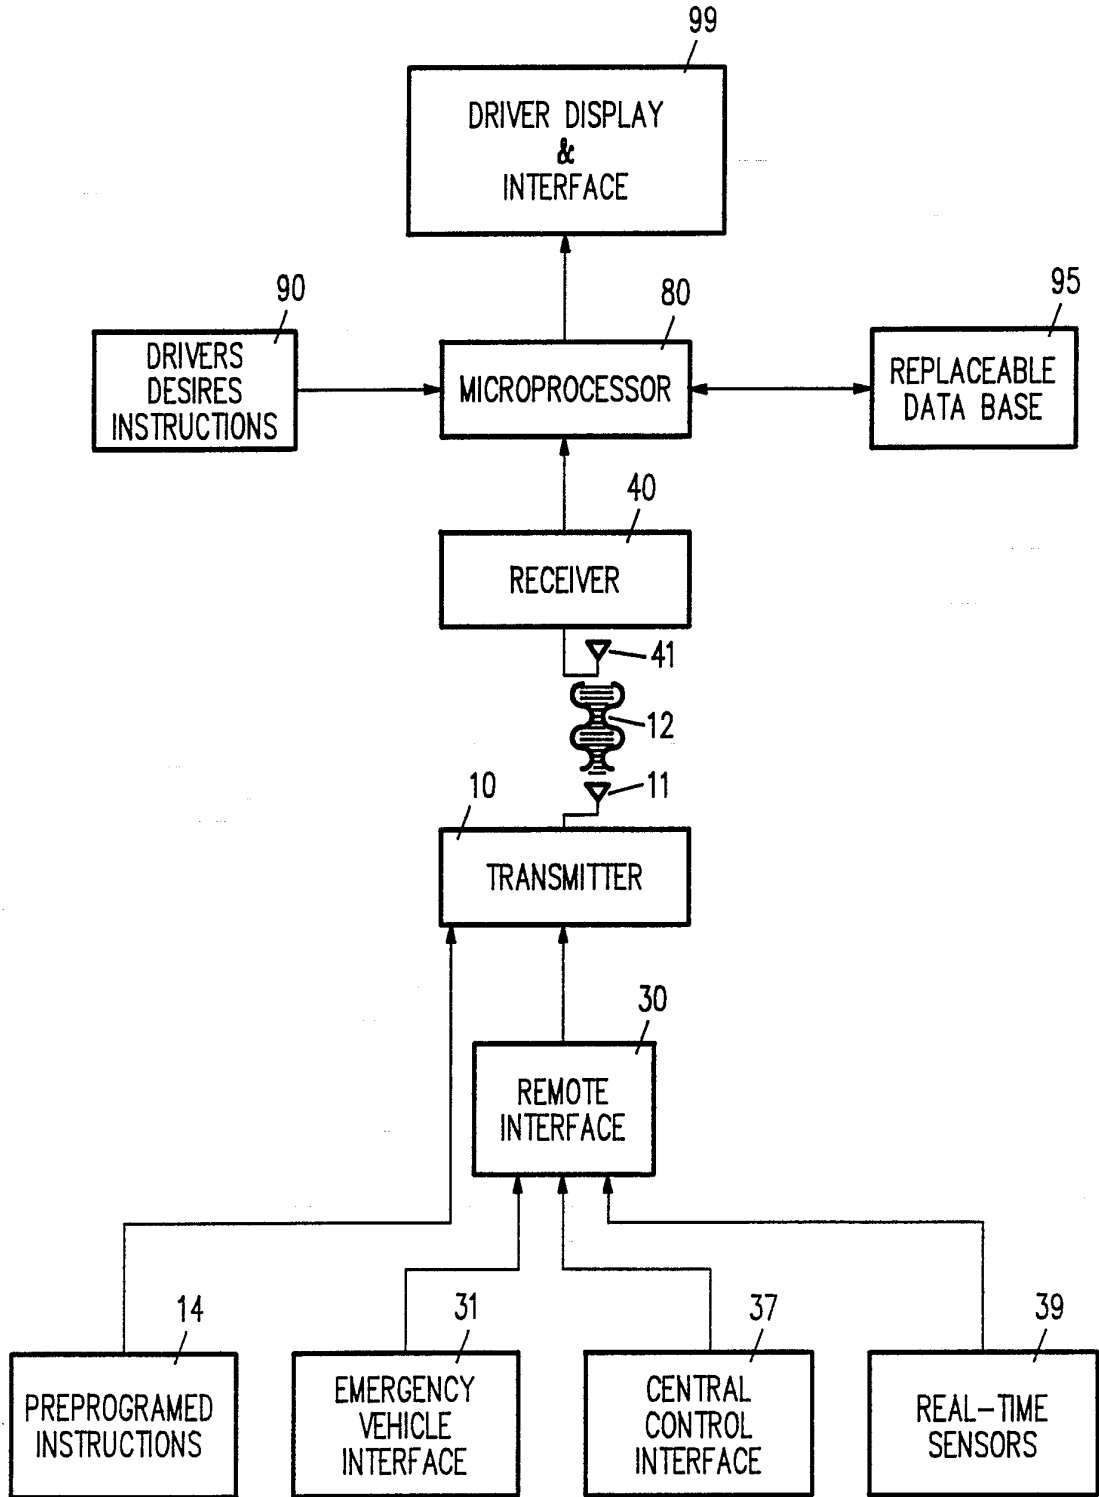 99
DRIVER DISPLAY
&
INTERFACE
90
80
95
DRIVERS
DESIRES
INSTRUCTIONS
MICROPROCESSOR
REPLACEABLE
DATA BASE
40
RECEIVER
41
12
11
10
TRANSMITTER
30
REMOTE
INTERFACE
14
31
37
39
PREPROGRAMED
INSTRUCTIONS
EMERGENCY
VEHICLE
INTERFACE
CENTRAL
CONTROL
INTERFACE
REAL-TIME
SENSORS